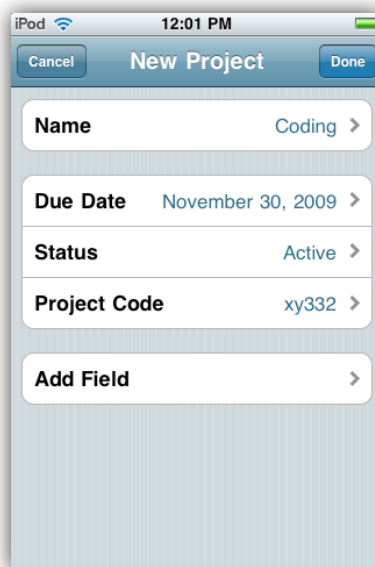 iPod 12:01 PM
Cancel New Project Done
Name Coding
Due Date November 30, 2009
Status Active
Project Code xy332
Add Field